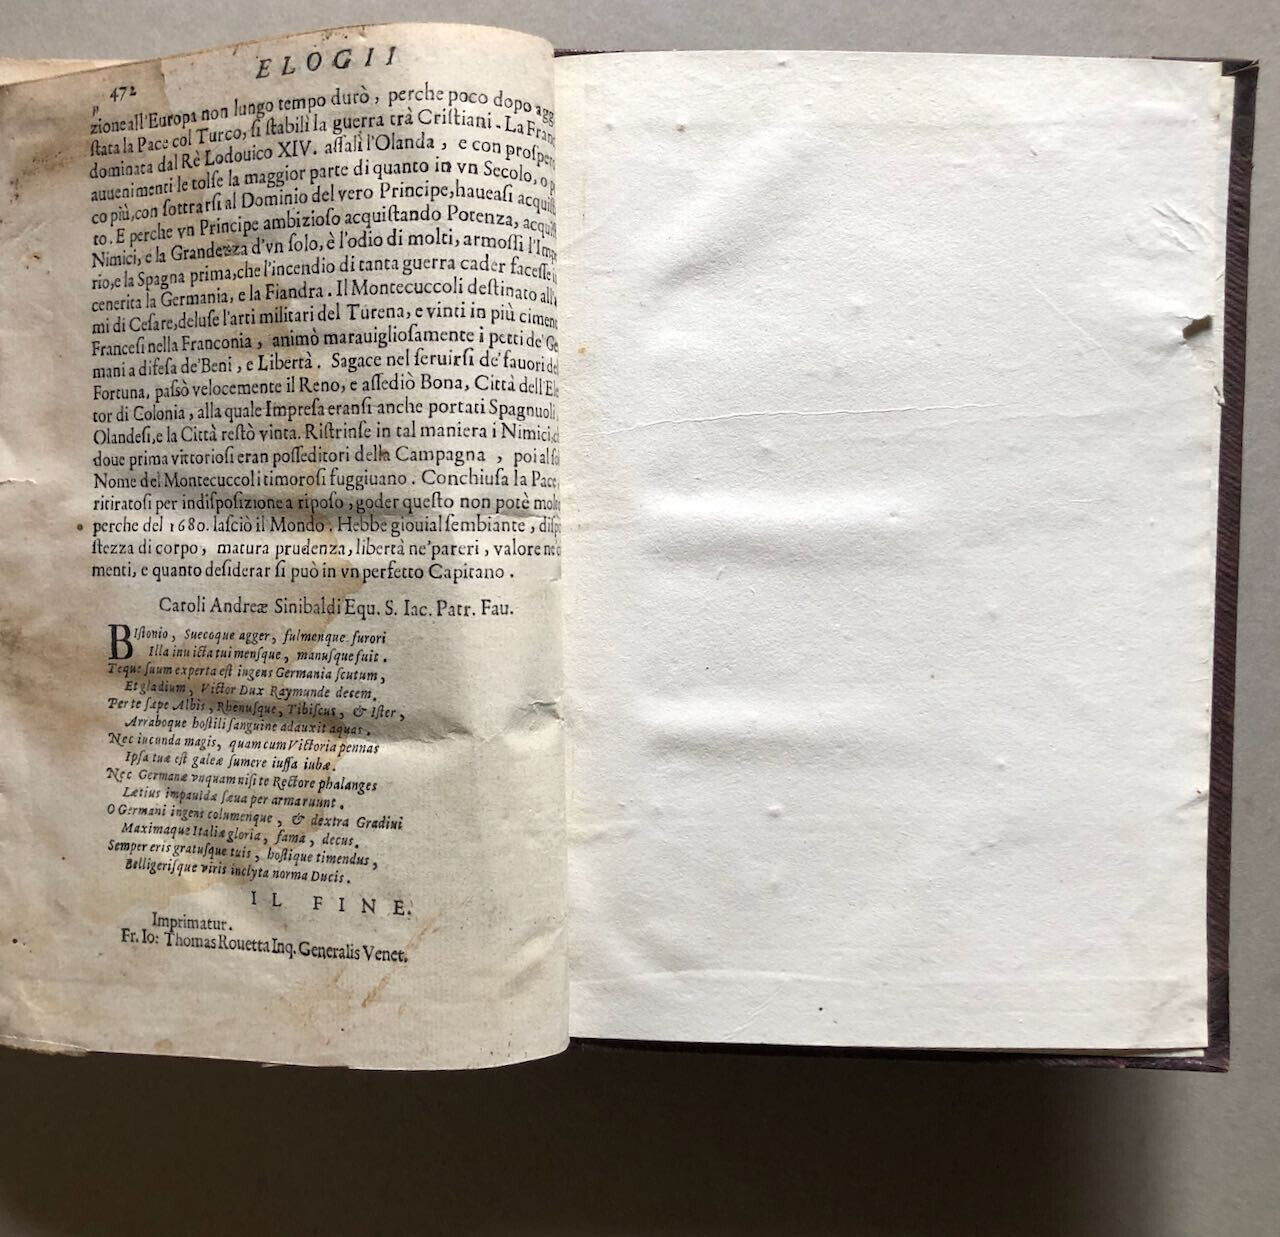 ELOGII
472
zione all'Europa non lungo tempo durò, perche poco dopo agg
ſtata la Pace col Turco, ſi ſtabilì la guerra trà Criſtiani. La Fran
dominata dal Rè Lodouico XIV. aſſalì l'Olanda, e con proſper
auuenimenti le tolſe la maggior parte di quanto in vn Secolo, o p
co più, con ſottrarſi al Dominio del vero Principe, haueaſi acquiſt
to. E perche vn Principe ambizioſo acquiſtando Potenza, acquiſt
Nimici, e la Grandezza d'vn ſolo, è l'odio di molti, armoſſi l'Impe
rio, e la Spagna prima, che l'incendio di tanta guerra cader faceſſe in
cenerita la Germania, e la Fiandra. Il Montecuccoli deſtinato all'
mi di Ceſare, deluſe l'arti militari del Turena, e vinti in più ciment
Franceſi nella Franconia, animò marauiglioſamente i petti de' Ge
mani a difeſa de' Beni, e Libertà. Sagace nel ſeruirſi de' fauori del
Fortuna, paſsò velocemente il Reno, e aſſediò Bona, Città dell'Ele
tor di Colonia, alla quale Impreſa eranſi anche portati Spagnuoli,
Olandeſi, e la Città reſtò vinta. Riſtrinſe in tal maniera i Nimici, ch
doue prima vittorioſi eran poſſeditori della Campagna, poi al ſol
Nome del Montecuccoli timoroſi fuggiuano. Conchiuſa la Pace,
ritiratoſi per indiſpoſizione a ripoſo, goder queſto non potè molt
perche del 1680. laſciò il Mondo. Hebbe giouial ſembiante, diſp
ſtezza di corpo, matura prudenza, libertà ne' pareri, valore ne' c
menti, e quanto deſiderar ſi può in vn perfetto Capitano.
Caroli Andreæ Sinibaldi Equ. S. Iac. Patr. Fau.
BIſtonio, Suecoque agger, fulmenque furori
Illa inuicta tui menſque, manuſque fuit.
Teque ſuum experta eſt ingens Germania ſcutum,
Et gladium, Victor Dux Raymunde decem.
Per te ſæpe Albis, Rhenuſque, Tibiſcus, & Iſter,
Arraboque hoſtili ſanguine adauxit aquas.
Nec iucunda magis, quam cum Victoria pennas
Ipſa tuæ eſt galeæ ſumere iuſſa iubæ.
Nec Germanæ vnquam niſi te Rectore phalanges
Lætius impauidæ ſæua per arma ruunt.
O Germani ingens columenque, & dextra Gradiui
Maximaque Italiæ gloria, fama, decus.
Semper eris gratuſque tuis, hoſtique timendus,
Belligeriſque viris inclyta norma Ducis.
IL FINE.
Imprimatur.
Fr. Io: Thomas Rouetta Inq. Generalis Venet.